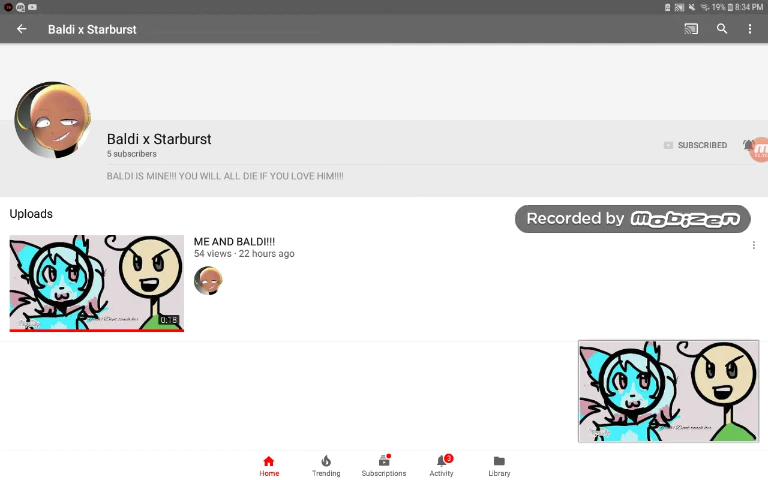 19% 8:34 PM
Baldi x Starburst
Baldi x Starburst
5 subscribers
SUBSCRIBED
BALDI IS MINE!!! YOU WILL ALL DIE IF YOU LOVE HIM!!!!
Uploads
Recorded by mobizen
ME AND BALDI!!!
54 views · 22 hours ago
0:18
Home
Trending
Subscriptions
3
Activity
Library